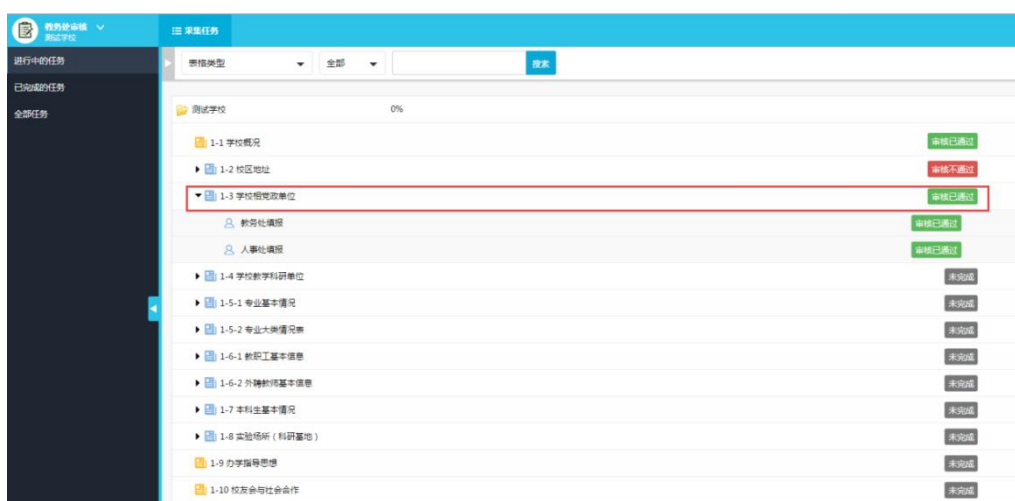 教务处审核
测试学校
采集任务
进行中的任务
已完成的任务
全部任务
表格类型 全部 搜索
测试学校 0%
1-1 学校概况 审核已通过
1-2 校区地址 审核不通过
1-3 学校相党政单位 审核已通过
教务处填报 审核已通过
人事处填报 审核已通过
1-4 学校教学科研单位 未完成
1-5-1 专业基本情况 未完成
1-5-2 专业大类情况表 未完成
1-6-1 教职工基本信息 未完成
1-6-2 外聘教师基本信息 未完成
1-7 本科生基本情况 未完成
1-8 实验场所（科研基地） 未完成
1-9 办学指导思想 未完成
1-10 校友会与社会合作 未完成